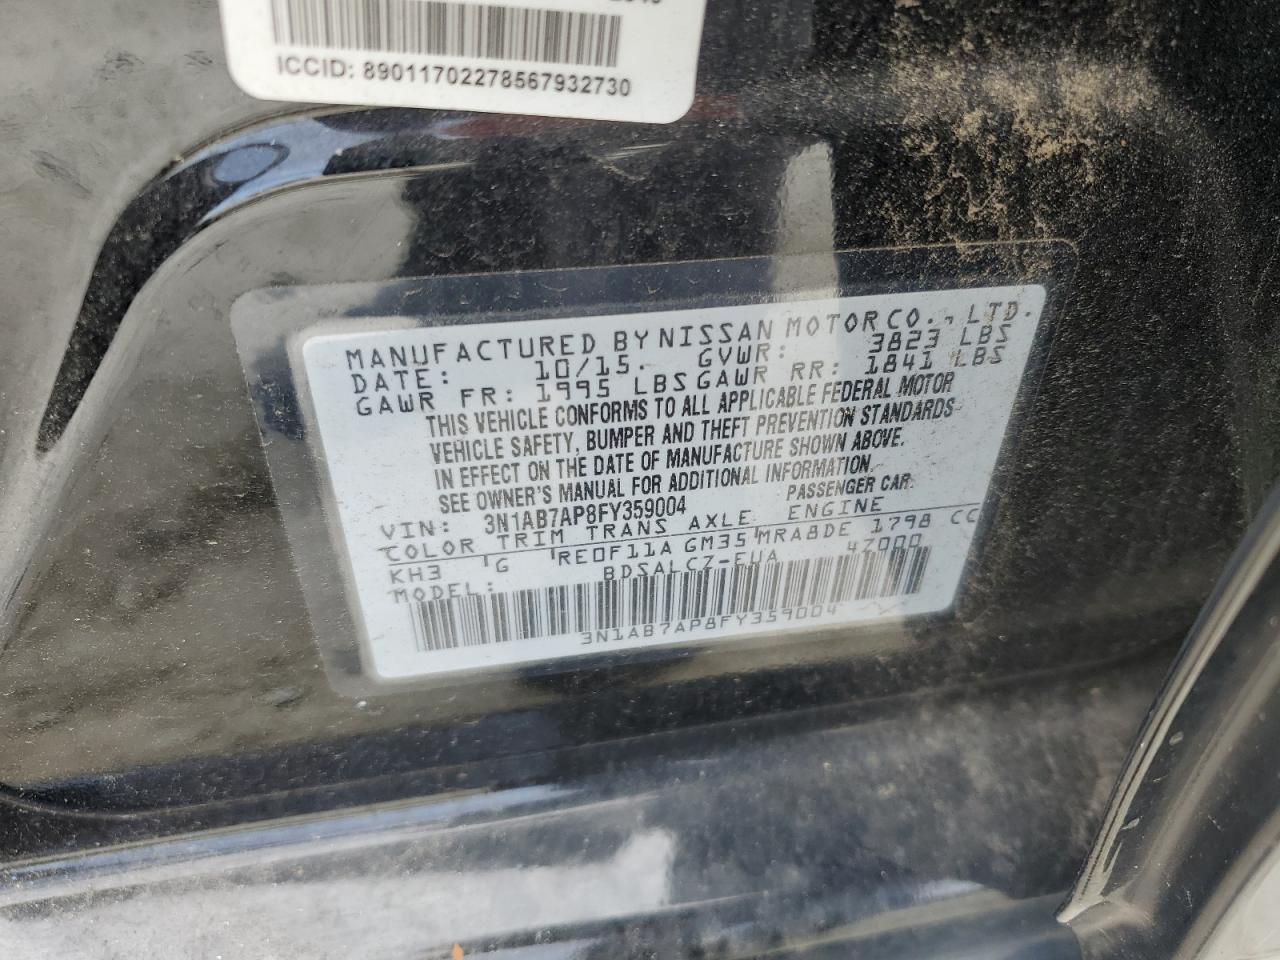 ICCID: 89011702278567932730
MANUFACTURED BY NISSAN MOTOR CO., LTD.
DATE: 10/15. GVWR: 3823 LBS
GAWR FR: 1995 LBS GAWR RR: 1841 LBS
THIS VEHICLE CONFORMS TO ALL APPLICABLE FEDERAL MOTOR
VEHICLE SAFETY, BUMPER AND THEFT PREVENTION STANDARDS
IN EFFECT ON THE DATE OF MANUFACTURE SHOWN ABOVE.
SEE OWNER'S MANUAL FOR ADDITIONAL INFORMATION.
VIN: 3N1AB7AP8FY359004 PASSENGER CAR
COLOR TRIM TRANS AXLE ENGINE
KH3 G RE0F11A GM35 MRA8DE 1798 CC
MODEL: BDSALCZ-EUA 47000
3N1AB7AP8FY359004